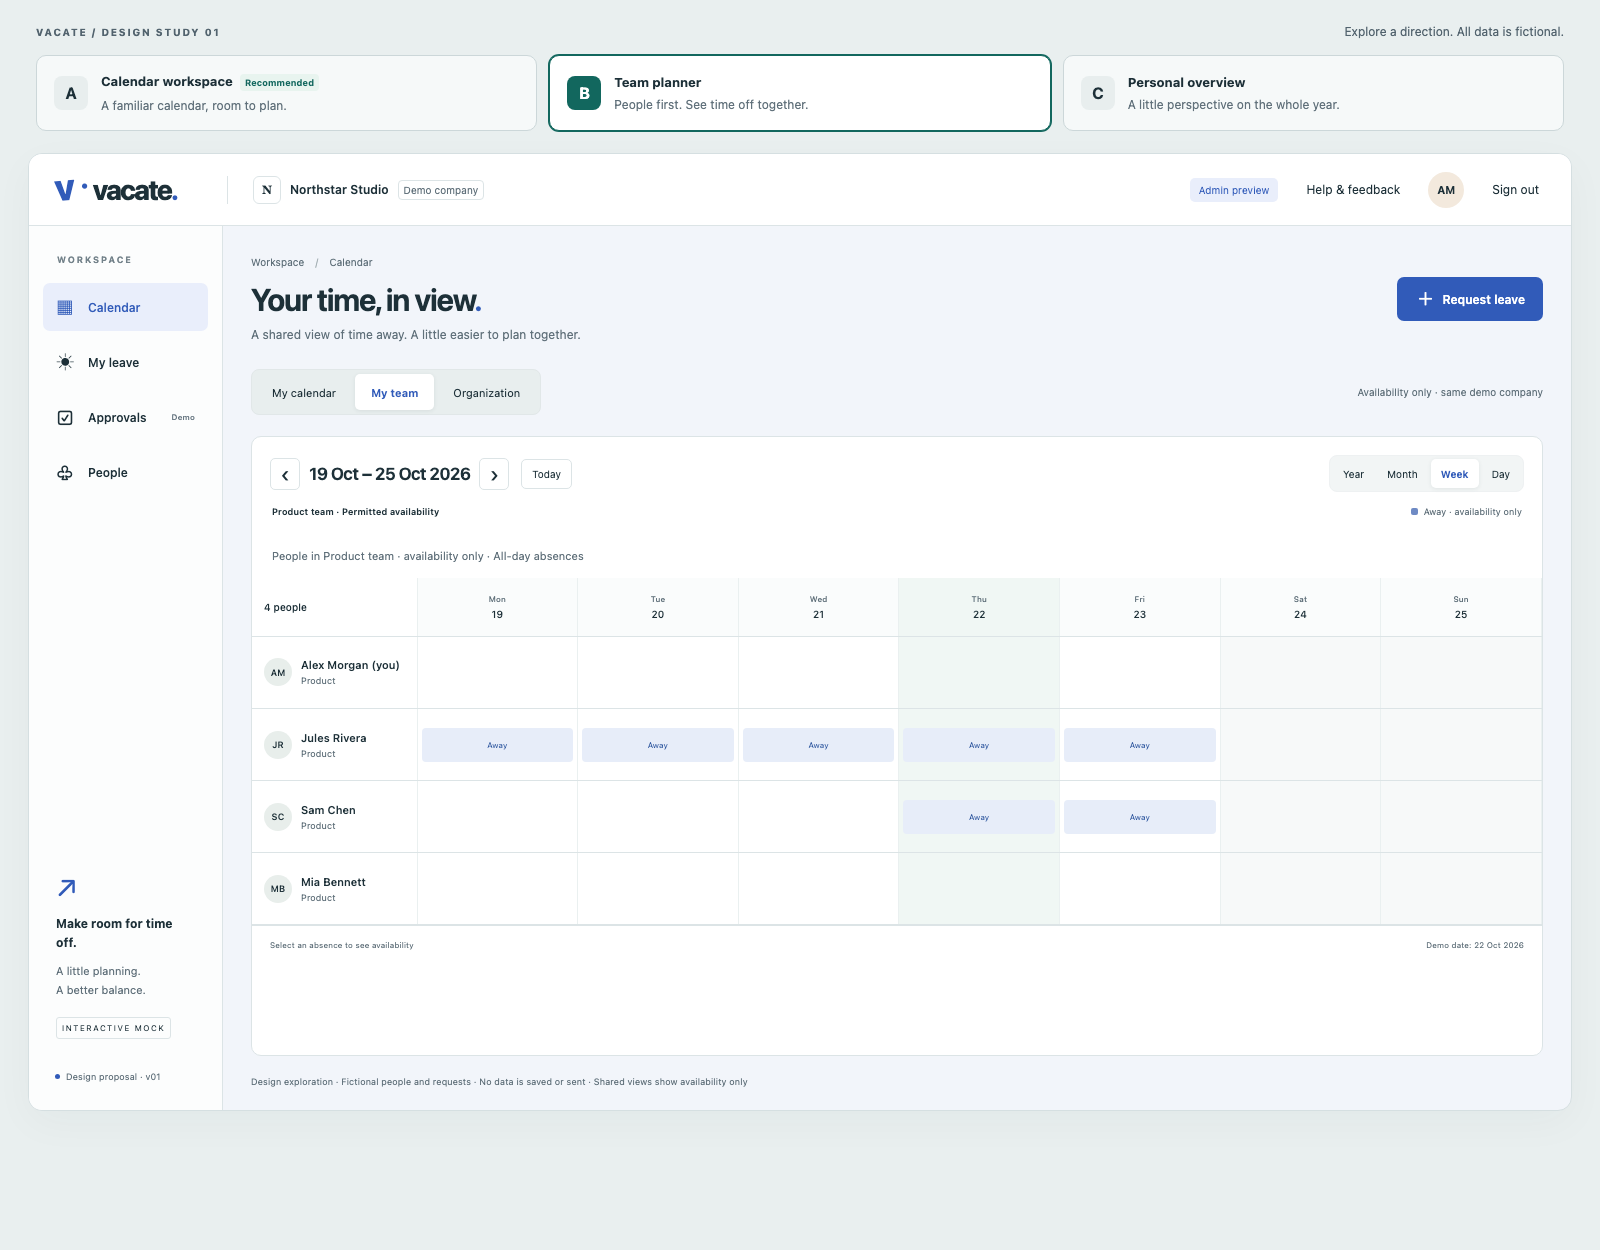 VACATE / DESIGN STUDY 01
Explore a direction. All data is fictional.
A
Calendar workspace Recommended
A familiar calendar, room to plan.
B
Team planner
People first. See time off together.
C
Personal overview
A little perspective on the whole year.
V vacate.
N Northstar Studio Demo company
Admin preview Help & feedback AM Sign out
WORKSPACE
Calendar
My leave
Approvals Demo
People
Make room for time
off.
A little planning.
A better balance.
INTERACTIVE MOCK
Design proposal · v01
Workspace / Calendar
Your time, in view.
A shared view of time away. A little easier to plan together.
+ Request leave
My calendar My team Organization
Availability only · same demo company
‹ 19 Oct – 25 Oct 2026 › Today
Year Month Week Day
Product team · Permitted availability
Away · availability only
People in Product team · availability only · All-day absences
4 people
Mon Tue Wed Thu Fri Sat Sun
19 20 21 22 23 24 25
AM Alex Morgan (you)
Product
JR Jules Rivera
Product
Away Away Away Away Away
SC Sam Chen
Product
Away Away
MB Mia Bennett
Product
Select an absence to see availability
Demo date: 22 Oct 2026
Design exploration · Fictional people and requests · No data is saved or sent · Shared views show availability only